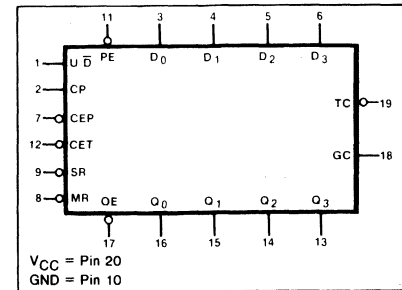 11 3 4 5 6
1 U D̅ PE D0 D1 D2 D3
2 CP
TC 19
7 CEP
12 CET
GC 18
9 SR
8 MR OE Q0 Q1 Q2 Q3
17 16 15 14 13
VCC = Pin 20
GND = Pin 10